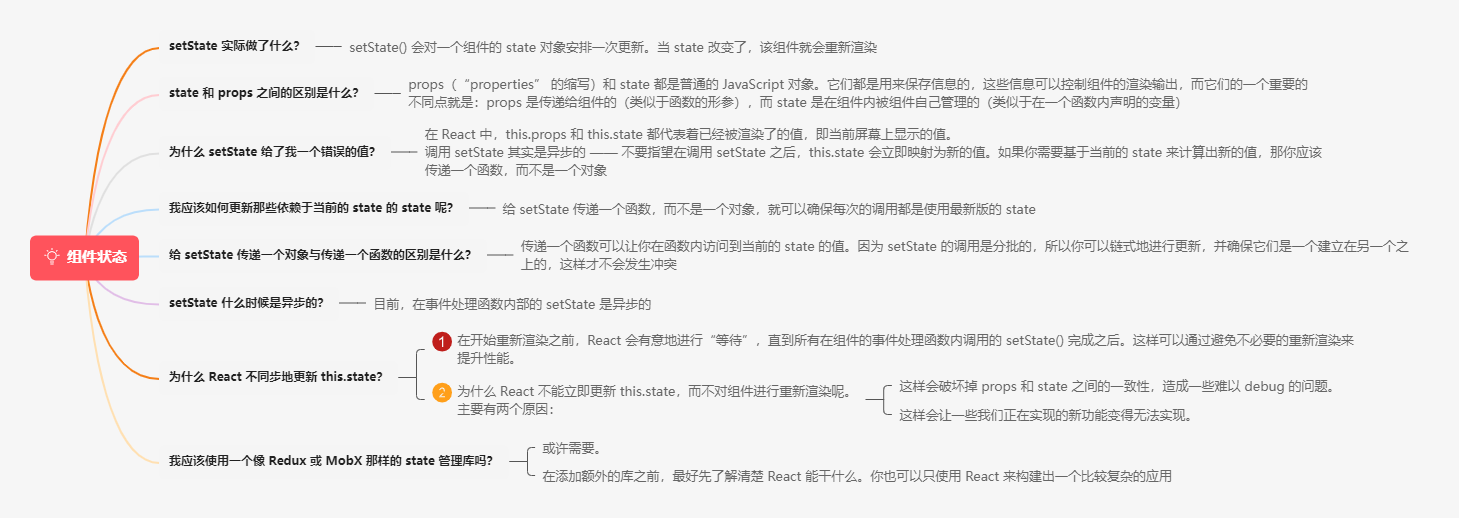 组件状态
setState 实际做了什么?
setState() 会对一个组件的 state 对象安排一次更新。当 state 改变了，该组件就会重新渲染
state 和 props 之间的区别是什么?
props（“properties” 的缩写）和 state 都是普通的 JavaScript 对象。它们都是用来保存信息的，这些信息可以控制组件的渲染输出，而它们的一个重要的
不同点就是：props 是传递给组件的（类似于函数的形参），而 state 是在组件内被组件自己管理的（类似于在一个函数内声明的变量）
为什么 setState 给了我一个错误的值?
在 React 中，this.props 和 this.state 都代表着已经被渲染了的值，即当前屏幕上显示的值。
调用 setState 其实是异步的 —— 不要指望在调用 setState 之后，this.state 会立即映射为新的值。如果你需要基于当前的 state 来计算出新的值，那你应该
传递一个函数，而不是一个对象
我应该如何更新那些依赖于当前的 state 的 state 呢?
给 setState 传递一个函数，而不是一个对象，就可以确保每次的调用都是使用最新版的 state
给 setState 传递一个对象与传递一个函数的区别是什么?
传递一个函数可以让你在函数内访问到当前的 state 的值。因为 setState 的调用是分批的，所以你可以链式地进行更新，并确保它们是一个建立在另一个之
上的，这样才不会发生冲突
setState 什么时候是异步的?
目前，在事件处理函数内部的 setState 是异步的
为什么 React 不同步地更新 this.state?
1 在开始重新渲染之前，React 会有意地进行“等待”，直到所有在组件的事件处理函数内调用的 setState() 完成之后。这样可以通过避免不必要的重新渲染来
提升性能。
2 为什么 React 不能立即更新 this.state，而不对组件进行重新渲染呢。
主要有两个原因：
这样会破坏掉 props 和 state 之间的一致性，造成一些难以 debug 的问题。
这样会让一些我们正在实现的新功能变得无法实现。
我应该使用一个像 Redux 或 MobX 那样的 state 管理库吗?
或许需要。
在添加额外的库之前，最好先了解清楚 React 能干什么。你也可以只使用 React 来构建出一个比较复杂的应用